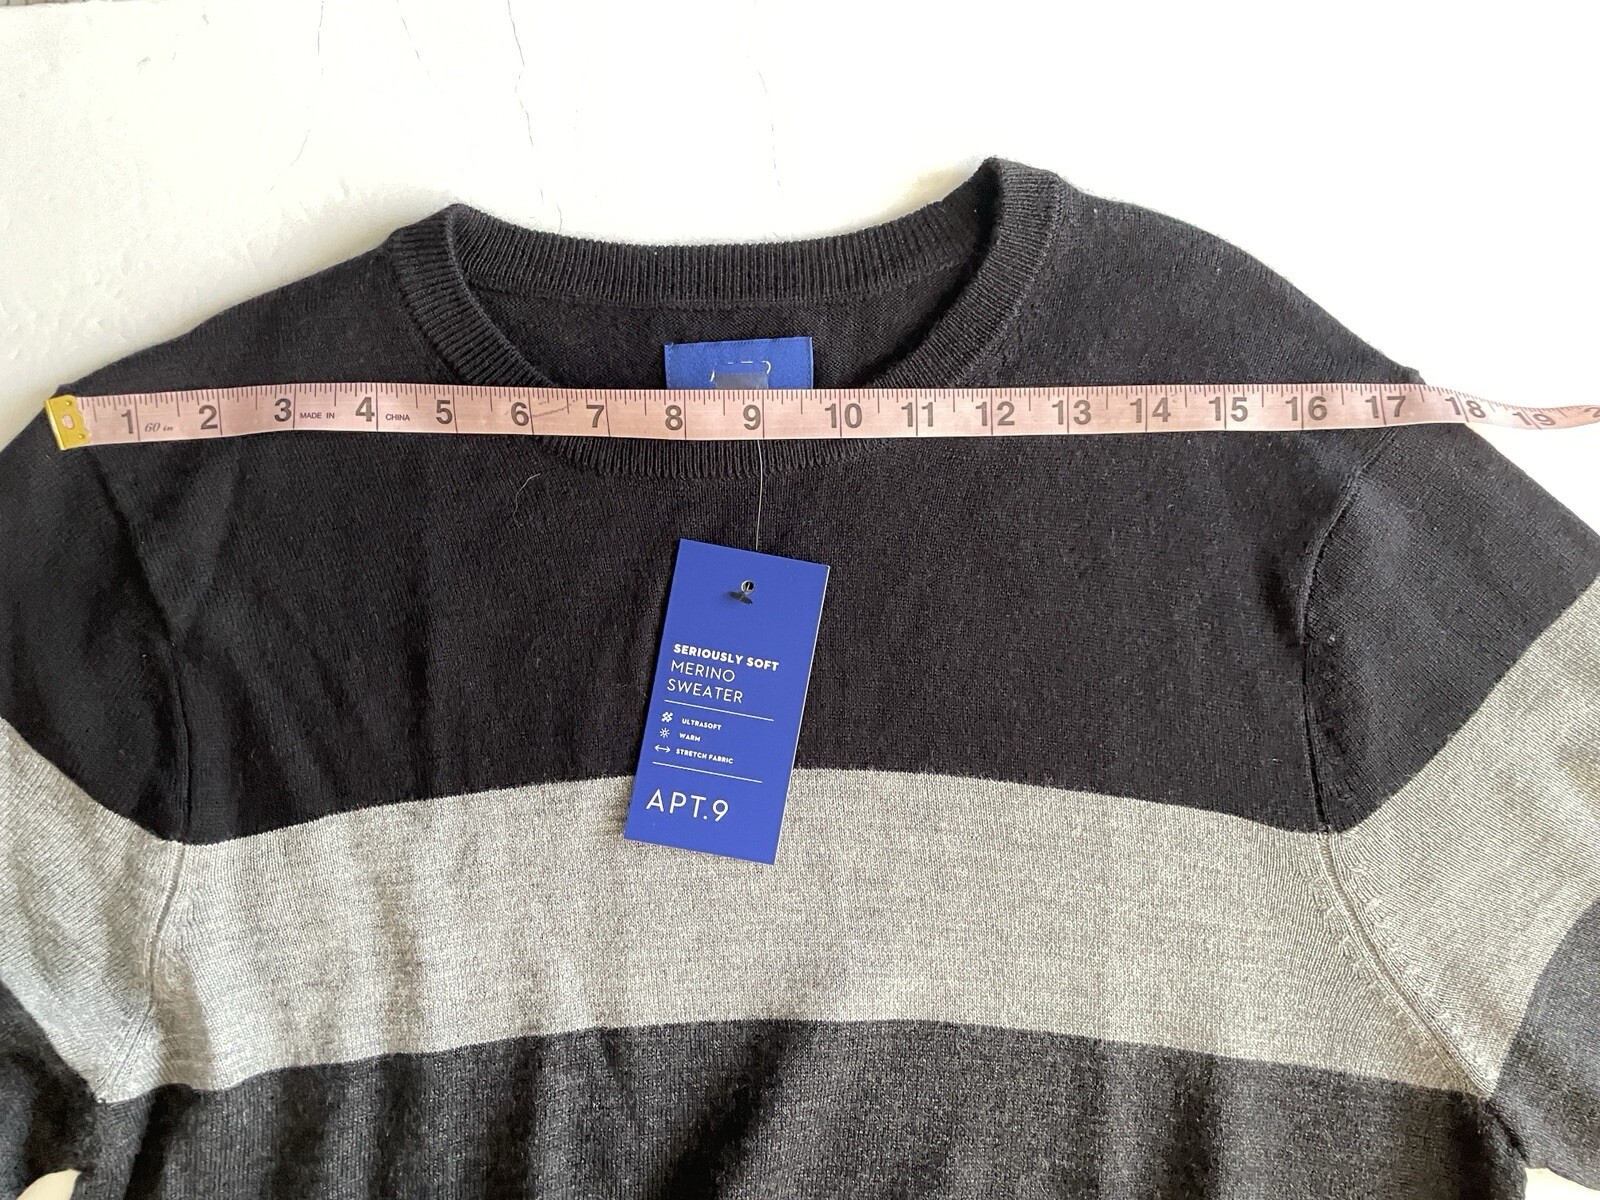 1 2 3 MADE IN 4 CHINA 5 6 7 8 9 10 11 12 13 14 15 16 17 18 19
60 in
SERIOUSLY SOFT
MERINO
SWEATER
ULTRASOFT
WARM
STRETCH FABRIC
APT.9